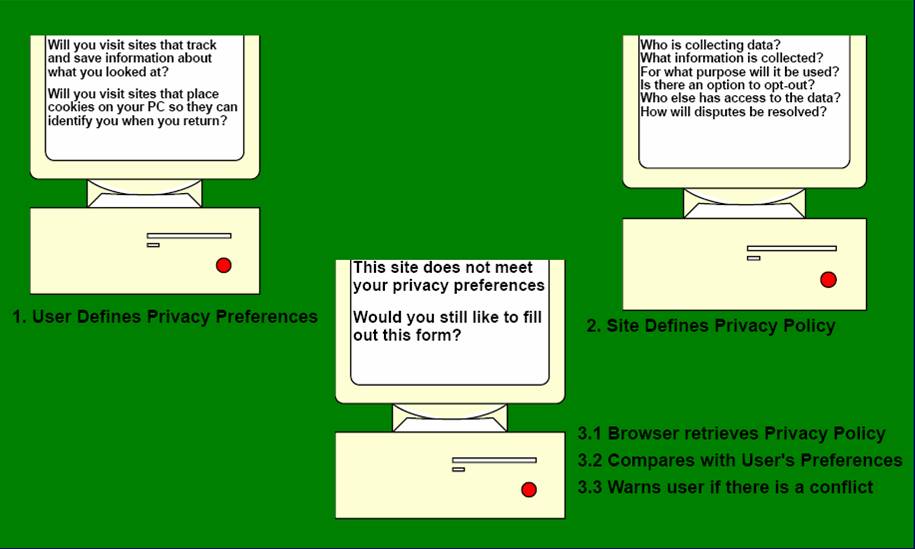 Will you visit sites that track
and save information about
what you looked at?
Will you visit sites that place
cookies on your PC so they can
identify you when you return?
1. User Defines Privacy Preferences
Who is collecting data?
What information is collected?
For what purpose will it be used?
Is there an option to opt-out?
Who else has access to the data?
How will disputes be resolved?
2. Site Defines Privacy Policy
This site does not meet
your privacy preferences
Would you still like to fill
out this form?
3.1 Browser retrieves Privacy Policy
3.2 Compares with User's Preferences
3.3 Warns user if there is a conflict